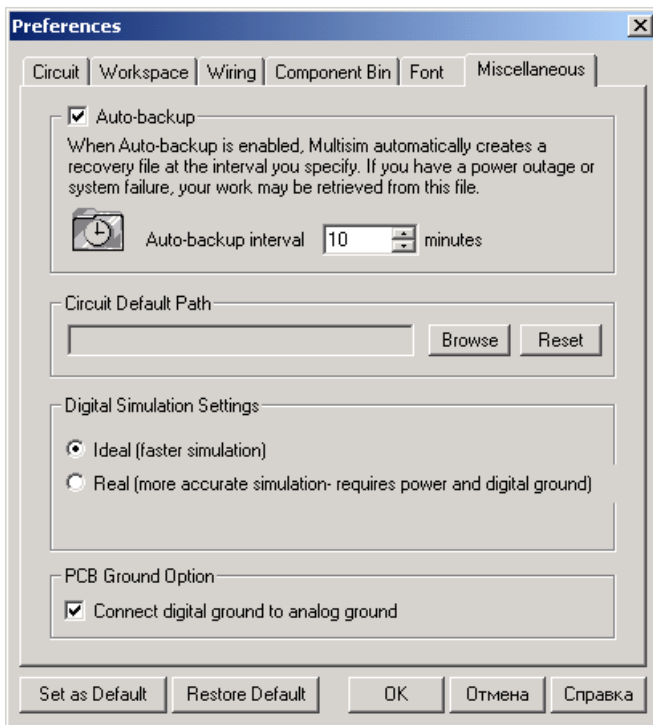 Preferences
Circuit Workspace Wiring Component Bin Font Miscellaneous
Auto-backup
When Auto-backup is enabled, Multisim automatically creates a
recovery file at the interval you specify. If you have a power outage or
system failure, your work may be retrieved from this file.
Auto-backup interval 10 minutes
Circuit Default Path
Browse Reset
Digital Simulation Settings
Ideal (faster simulation)
Real (more accurate simulation- requires power and digital ground)
PCB Ground Option
Connect digital ground to analog ground
Set as Default Restore Default OK Отмена Справка